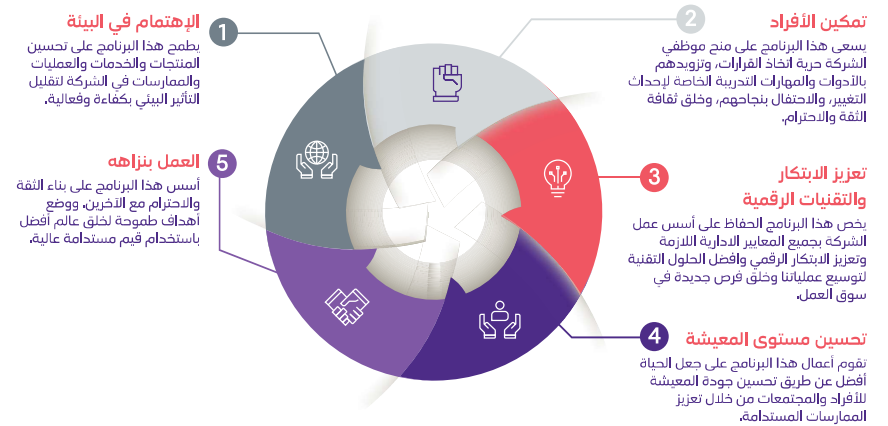 1
الإهتمام في البيئة
يطمح هذا البرنامج على تحسين
المنتجات والخدمات والعمليات
والممارسات في الشركة لتقليل
التأثير البيئي بكفاءة وفعالية.
2
تمكين الأفراد
يسعى هذا البرنامج على منح موظفي
الشركة حرية اتخاذ القرارات، وتزويدهم
بالأدوات والمهارات التدريبة الخاصة لإحداث
التغيير، والاحتفال بنجاحهم، وخلق ثقافة
الثقة والاحترام.
3
تعزيز الابتكار
والتقنيات الرقمية
يخص هذا البرنامج الحفاظ على أسس عمل
الشركة بجميع المعايير الادارية اللازمة
وتعزيز الابتكار الرقمي وافضل الحلول التقنية
لتوسيع عملياتنا وخلق فرص جديدة في
سوق العمل.
4
تحسين مستوى المعيشة
تقوم أعمال هذا البرنامج على جعل الحياة
أفضل عن طريق تحسين جودة المعيشة
للأفراد والمجتمعات من خلال تعزيز
الممارسات المستدامة.
5
العمل بنزاهه
أسس هذا البرنامج على بناء الثقة
والاحترام مع الآخرين. ووضع
أهداف طموحة لخلق عالم أفضل
باستخدام قيم مستدامة عالية.